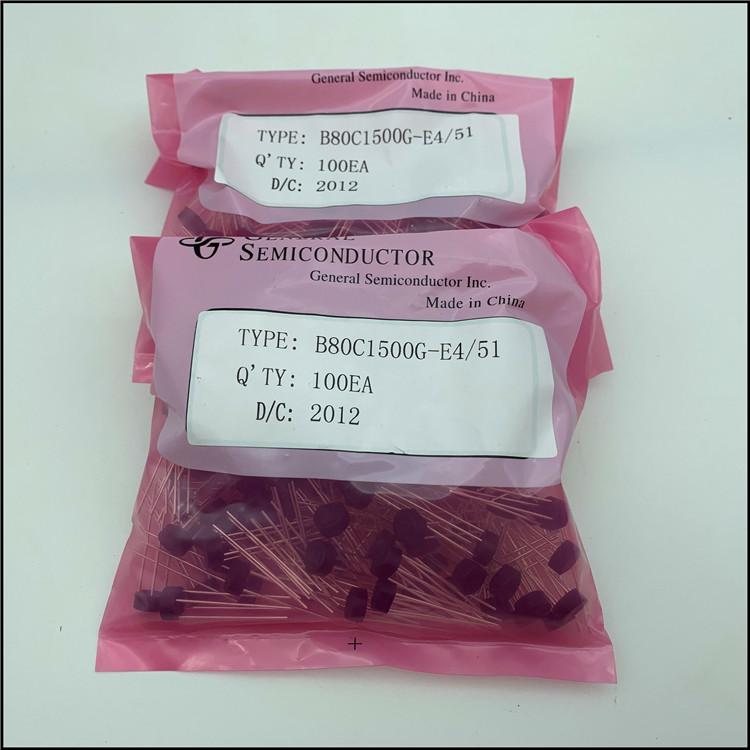 General Semiconductor Inc.
Made in China
TYPE: B80C1500G-E4/51
Q'TY: 100EA
D/C: 2012
G
GENERAL
SEMICONDUCTOR
General Semiconductor Inc.
Made in China
TYPE: B80C1500G-E4/51
Q'TY: 100EA
D/C: 2012